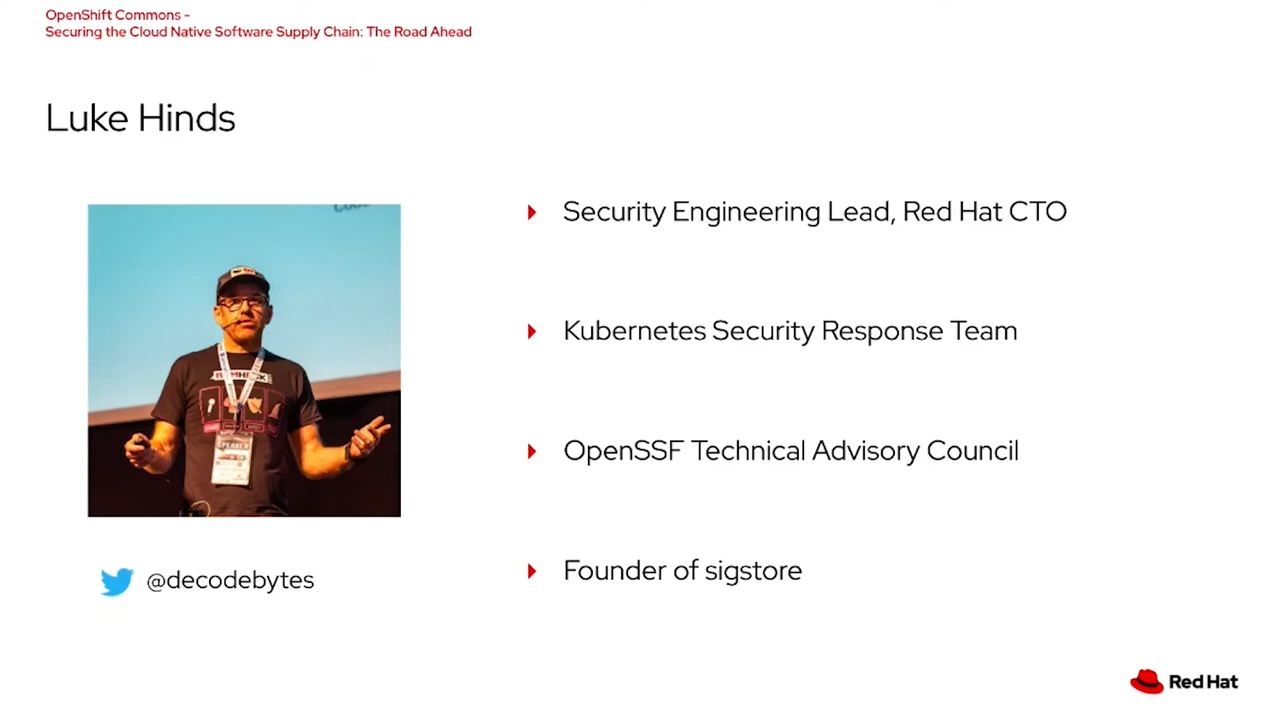 OpenShift Commons -
Securing the Cloud Native Software Supply Chain: The Road Ahead
Luke Hinds
SPEAKER
@decodebytes
Security Engineering Lead, Red Hat CTO
Kubernetes Security Response Team
OpenSSF Technical Advisory Council
Founder of sigstore
Red Hat